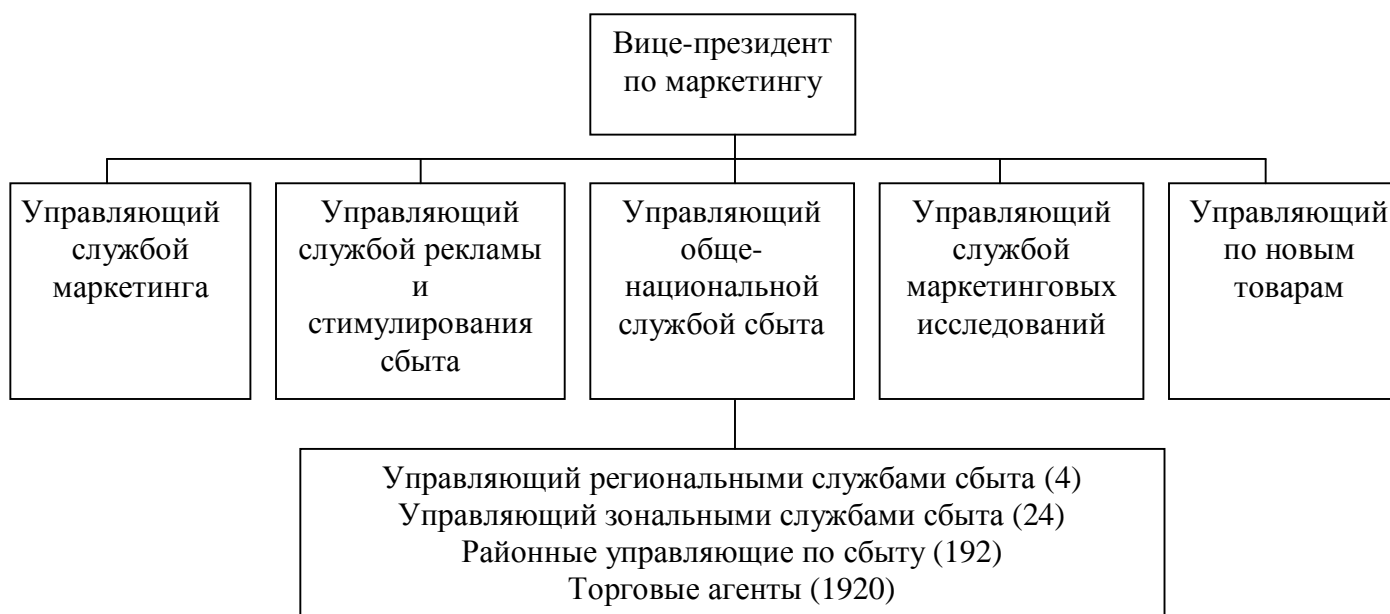 Вице-президент
по маркетингу
Управляющий
службой
маркетинга
Управляющий
службой рекламы
и
стимулирования
сбыта
Управляющий
обще-
национальной
службой сбыта
Управляющий
службой
маркетинговых
исследований
Управляющий
по новым
товарам
Управляющий региональными службами сбыта (4)
Управляющий зональными службами сбыта (24)
Районные управляющие по сбыту (192)
Торговые агенты (1920)